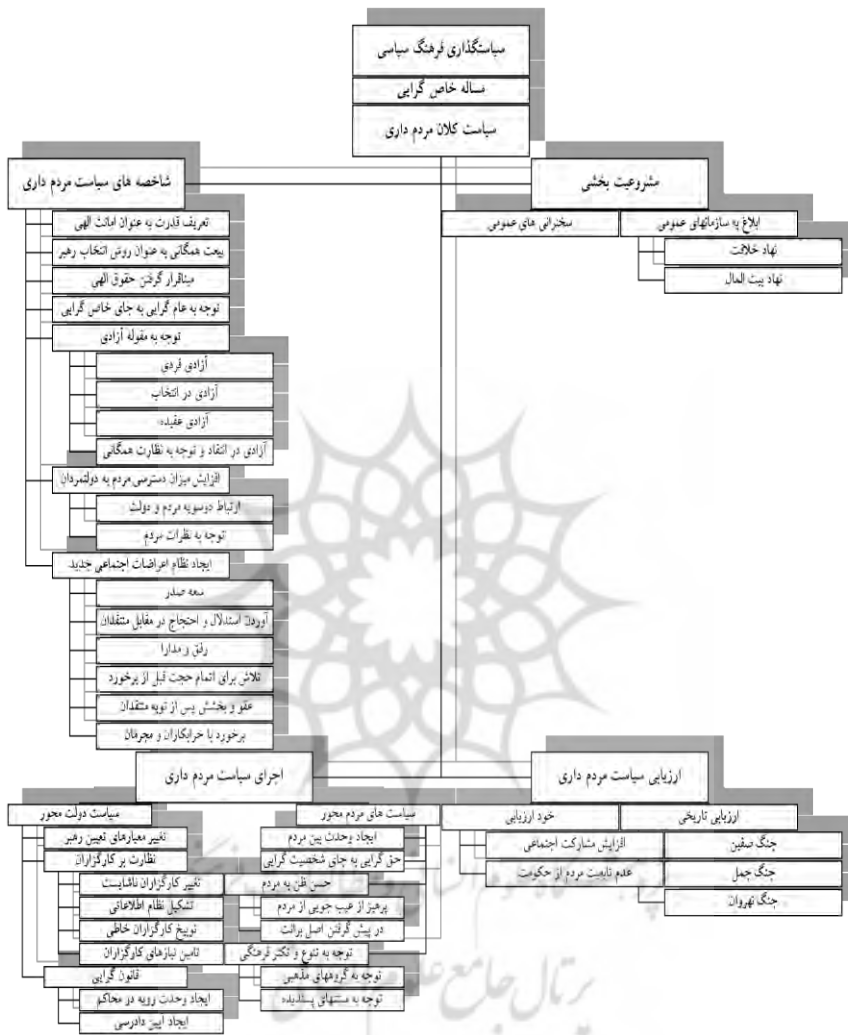 سیاستگذاری فرهنگ سیاسی
مساله خاص گرایی
سیاست کلان مردم داری
مشروعیت بخشی
ابلاغ به سازمانهای عمومی
نهاد خلافت
نهاد بیت المال
سخنرانی های عمومی
شاخصه های سیاست مردم داری
تعریف قدرت به عنوان امانت الهی
بیعت همگانی به عنوان روش انتخاب رهبر
مبناقرار گرفتن حقوق الهی
توجه به عام گرایی به جای خاص گرایی
توجه به مقوله آزادی
آزادی فردی
آزادی در انتخاب
آزادی عقیده
آزادی در انتقاد و توجه به نظارت همگانی
افزایش میزان دسترسی مردم به دولتمردان
ارتباط دوسویه مردم و دولت
توجه به نظرات مردم
ایجاد نظام اعراضات اجتماعی جدید
سعه صدر
آوردن استدلال و احتجاج در مقابل منتقدان
رفق و مدارا
تلاش برای اتمام حجت قبل از برخورد
عفو و بخشش پس از توبه منتقدان
برخورد با خرابکاران و مجرمان
ارزیابی سیاست مردم داری
ارزیابی تاریخی
جنگ صفین
جنگ جمل
جنگ نهروان
خود ارزیابی
افزایش مشارکت اجتماعی
عدم تابعیت مردم از حکومت
اجرای سیاست مردم داری
سیاست های مردم محور
ایجاد وحدت بین مردم
حق گرایی به جای شخصیت گرایی
حسن ظن به مردم
پرهیز از عیب جویی از مردم
در پیش گرفتن اصل برائت
توجه به تنوع و تکثر فرهنگی
توجه به گروههای مذهبی
توجه به سنتهای پسندیده
سیاست دولت محور
تغییر معیارهای تعیین رهبر
نظارت بر کارگزاران
تغییر کارگزاران ناشایست
تشکیل نظام اطلاعاتی
توبیخ کارگزاران خاطی
تامین نیازهای کارگزاران
قانون گرایی
ایجاد وحدت رویه در محاکم
ایجاد آیین دادرسی
پرتال جامع علوم انسانی